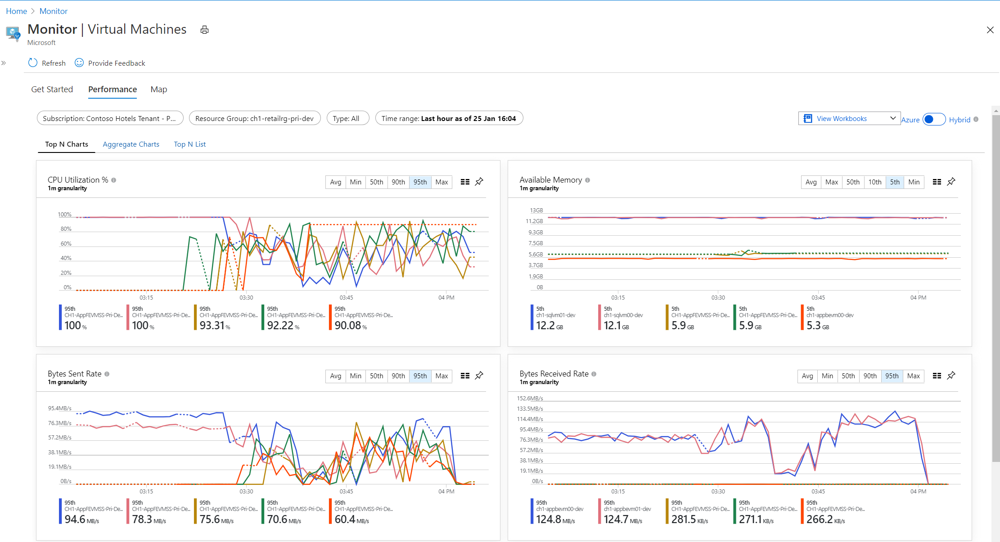 Home > Monitor
Monitor | Virtual Machines
Microsoft
» Refresh Provide Feedback
Get Started Performance Map
Subscription: Contoso Hotels Tenant - P... Resource Group: ch1-retailrg-pri-dev Type: All Time range: Last hour as of 25 Jan 16:04 View Workbooks Azure Hybrid
Top N Charts Aggregate Charts Top N List
CPU Utilization %
1m granularity
Avg Min 50th 90th 95th Max
100%
80%
60%
40%
20%
0%
03:15 03:30 03:45 04 PM
95th 95th 95th 95th 95th
CH1-AppFEVMSS-Pri-De... CH1-AppFEVMSS-Pri-De... CH1-AppFEVMSS-Pri-De... CH1-AppFEVMSS-Pri-De... CH1-AppFEVMSS-Pri-De...
100 % 100 % 93.31 % 92.22 % 90.08 %
Available Memory
1m granularity
Avg Max 50th 10th 5th Min
13GB
11.2GB
9.3GB
7.5GB
5.6GB
3.7GB
1.9GB
0B
03:15 03:30 03:45 04 PM
5th 5th 5th 5th 5th
ch1-sqlvm01-dev ch1-sqlvm00-dev CH1-AppFEVMSS-Pri-De... CH1-AppFEVMSS-Pri-De... ch1-appbevm00-dev
12.2 GB 12.1 GB 5.9 GB 5.9 GB 5.3 GB
Bytes Sent Rate
1m granularity
Avg Min 50th 90th 95th Max
95.4MB/s
76.3MB/s
57.2MB/s
38.1MB/s
19.1MB/s
0B/s
03:15 03:30 03:45 04 PM
95th 95th 95th 95th 95th
CH1-AppFEVMSS-Pri-De... CH1-AppFEVMSS-Pri-De... CH1-AppFEVMSS-Pri-De... CH1-AppFEVMSS-Pri-De... CH1-AppFEVMSS-Pri-De...
94.6 MB/s 78.3 MB/s 75.6 MB/s 70.6 MB/s 60.4 MB/s
Bytes Received Rate
1m granularity
Avg Min 50th 90th 95th Max
152.6MB/s
133.5MB/s
114.4MB/s
95.4MB/s
76.3MB/s
57.2MB/s
38.1MB/s
19.1MB/s
0B/s
03:15 03:30 03:45 04 PM
95th 95th 95th 95th 95th
ch1-appbevm00-dev ch1-appbevm01-dev CH1-AppFEVMSS-Pri-De... CH1-AppFEVMSS-Pri-De... CH1-AppFEVMSS-Pri-De...
124.8 MB/s 124.7 MB/s 281.5 KB/s 271.1 KB/s 266.2 KB/s